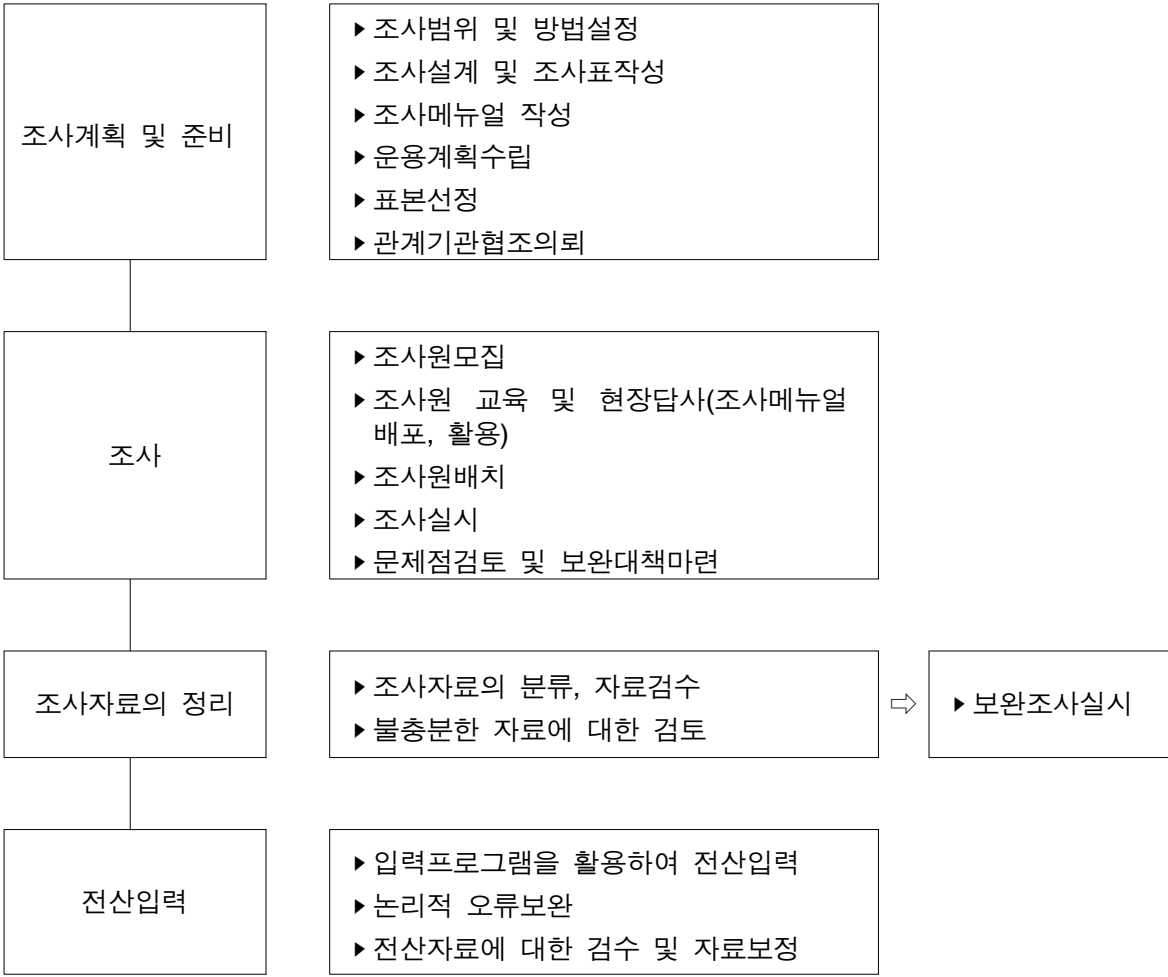 조사계획 및 준비
▶조사범위 및 방법설정
▶조사설계 및 조사표작성
▶조사메뉴얼 작성
▶운용계획수립
▶표본선정
▶관계기관협조의뢰
조사
▶조사원모집
▶조사원 교육 및 현장답사(조사메뉴얼
배포, 활용)
▶조사원배치
▶조사실시
▶문제점검토 및 보완대책마련
조사자료의 정리
▶조사자료의 분류, 자료검수
▶불충분한 자료에 대한 검토
⇨
▶보완조사실시
전산입력
▶입력프로그램을 활용하여 전산입력
▶논리적 오류보완
▶전산자료에 대한 검수 및 자료보정